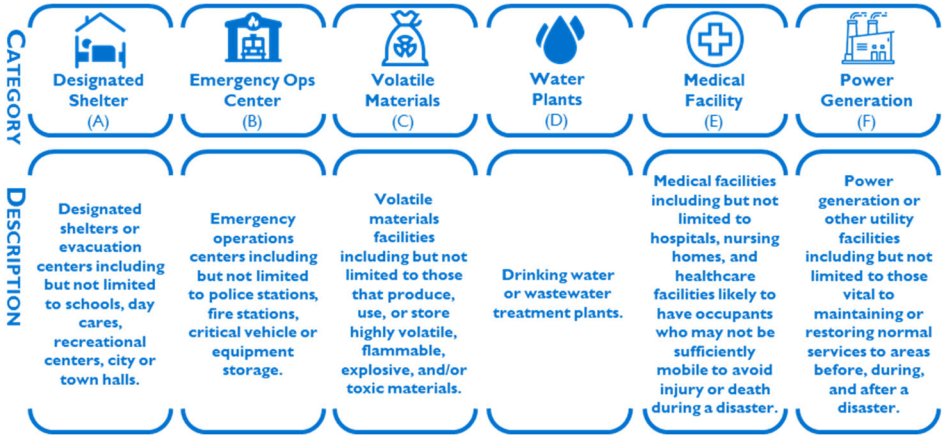 CATEGORY
Designated
Shelter
(A)
Emergency Ops
Center
(B)
Volatile
Materials
(C)
Water
Plants
(D)
Medical
Facility
(E)
Power
Generation
(F)
DESCRIPTION
Designated
shelters or
evacuation
centers including
but not limited
to schools, day
cares,
recreational
centers, city or
town halls.
Emergency
operations
centers including
but not limited
to police stations,
fire stations,
critical vehicle or
equipment
storage.
Volatile
materials
facilities
including but not
limited to those
that produce,
use, or store
highly volatile,
flammable,
explosive, and/or
toxic materials.
Drinking water
or wastewater
treatment plants.
Medical facilities
including but not
limited to
hospitals, nursing
homes, and
healthcare
facilities likely to
have occupants
who may not be
sufficiently
mobile to avoid
injury or death
during a disaster.
Power
generation or
other utility
facilities
including but not
limited to those
vital to
maintaining or
restoring normal
services to areas
before, during,
and after a
disaster.